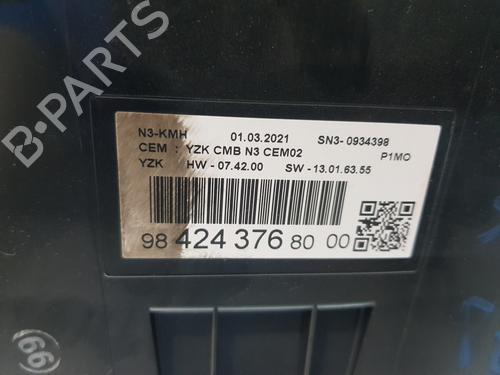 N3-KMH 01.03.2021 SN3- 0934398
CEM : YZK CMB N3 CEM02 P1MO
YZK HW - 07.42.00 SW - 13.01.63.55
98 424 376 80 00
B-PARTS
99